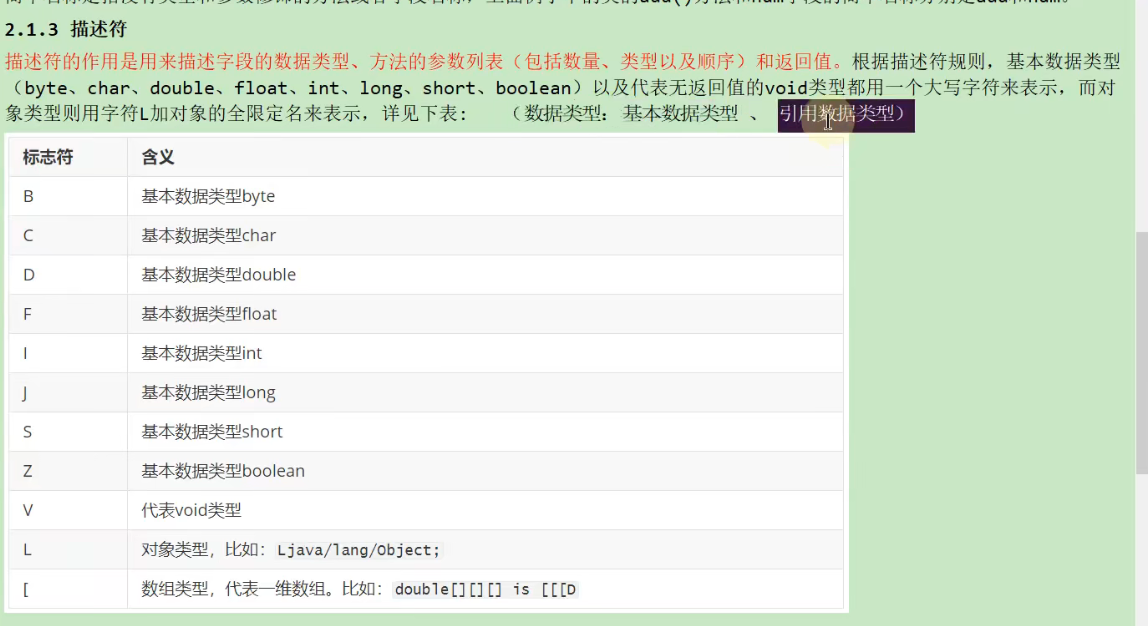 2.1.3 描述符
描述符的作用是用来描述字段的数据类型、方法的参数列表（包括数量、类型以及顺序）和返回值。根据描述符规则，基本数据类型
（byte、char、double、float、int、long、short、boolean）以及代表无返回值的void类型都用一个大写字符来表示，而对
象类型则用字符L加对象的全限定名来表示，详见下表： （数据类型：基本数据类型 、 引用数据类型）
标志符 含义
B 基本数据类型byte
C 基本数据类型char
D 基本数据类型double
F 基本数据类型float
I 基本数据类型int
J 基本数据类型long
S 基本数据类型short
Z 基本数据类型boolean
V 代表void类型
L 对象类型，比如：Ljava/lang/Object;
[ 数组类型，代表一维数组。比如：double[][][] is [[[D